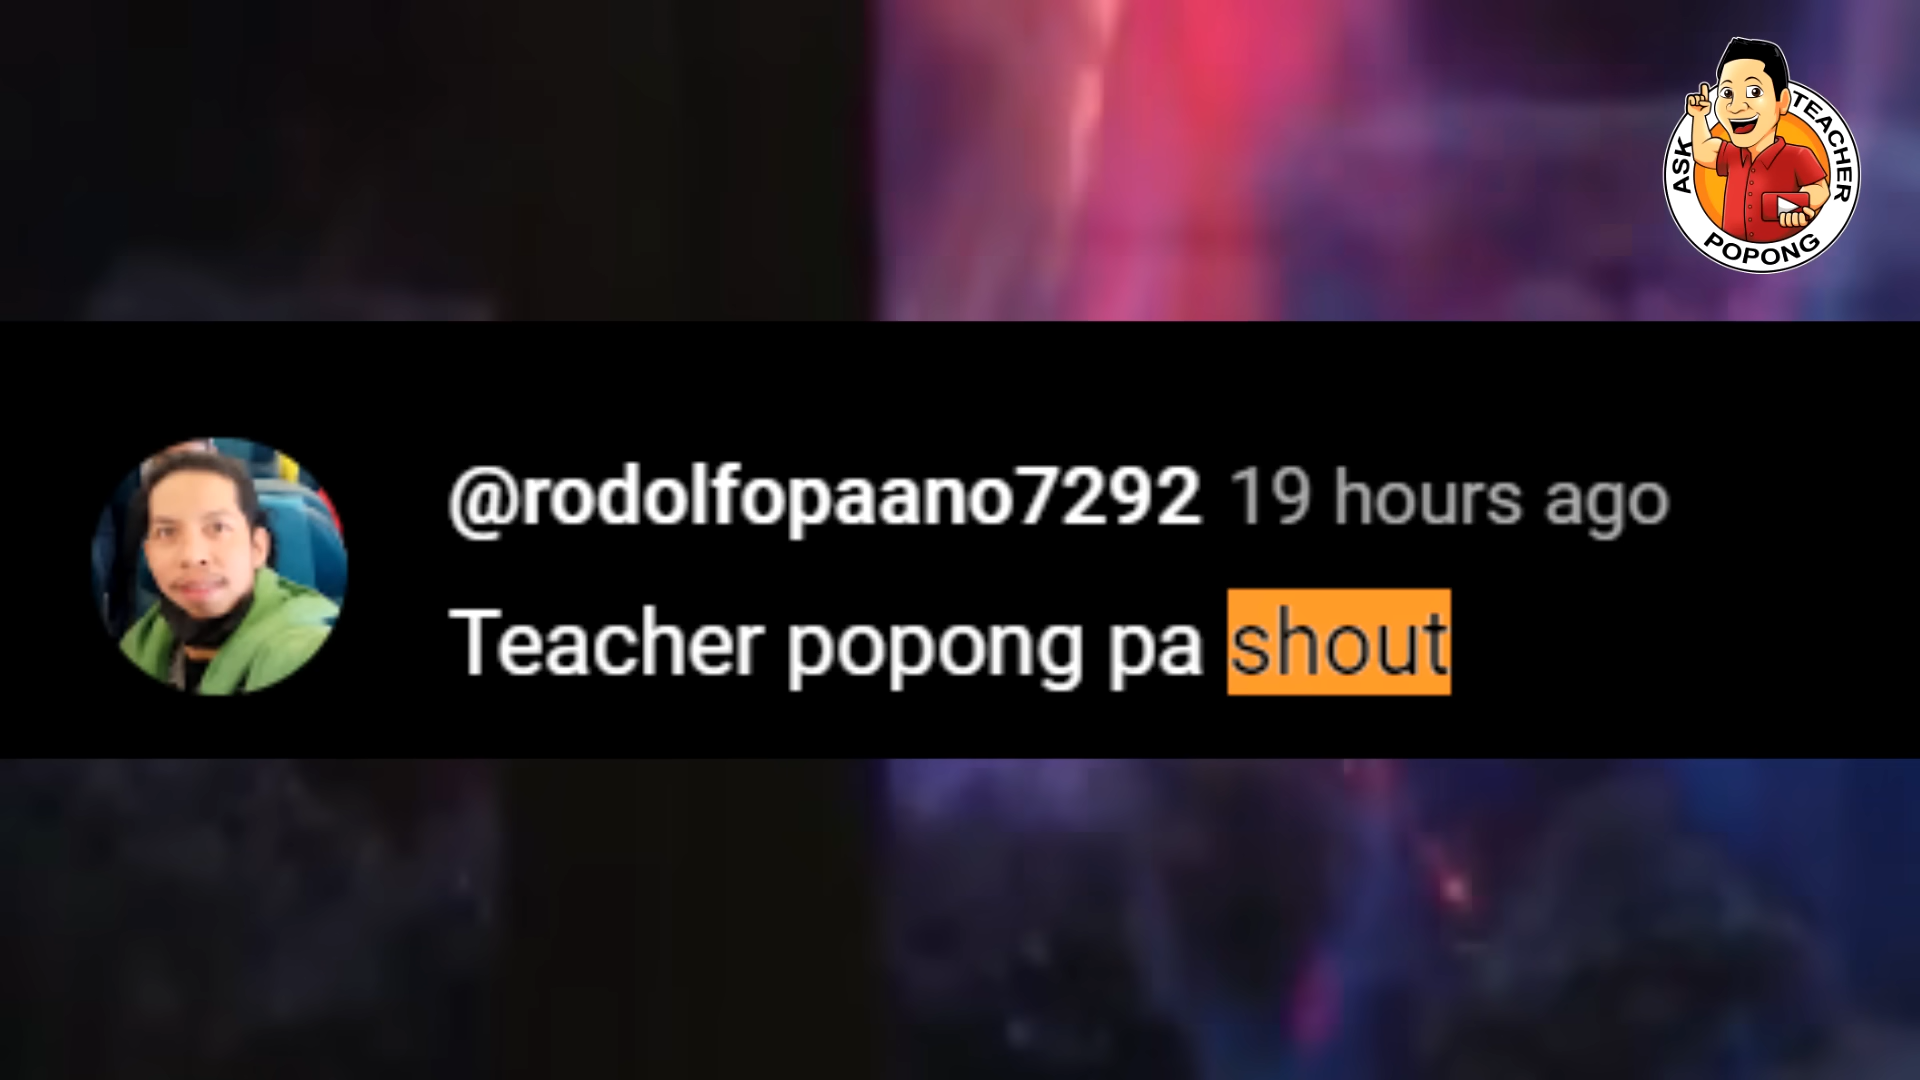 ASK TEACHER POPONG
@rodolfopaano7292 19 hours ago
Teacher popong pa shout